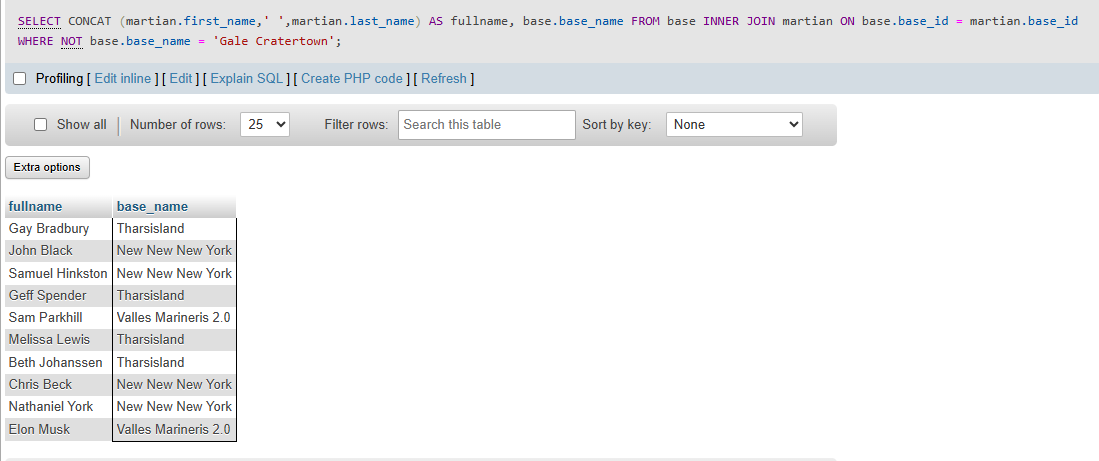 SELECT CONCAT (martian.first_name,' ',martian.last_name) AS fullname, base.base_name FROM base INNER JOIN martian ON base.base_id = martian.base_id
WHERE NOT base.base_name = 'Gale Cratertown';
Profiling [ Edit inline ] [ Edit ] [ Explain SQL ] [ Create PHP code ] [ Refresh ]
Show all Number of rows: 25 Filter rows: Search this table Sort by key: None
Extra options
fullname base_name
Gay Bradbury Tharsisland
John Black New New New York
Samuel Hinkston New New New York
Geff Spender Tharsisland
Sam Parkhill Valles Marineris 2.0
Melissa Lewis Tharsisland
Beth Johanssen Tharsisland
Chris Beck New New New York
Nathaniel York New New New York
Elon Musk Valles Marineris 2.0